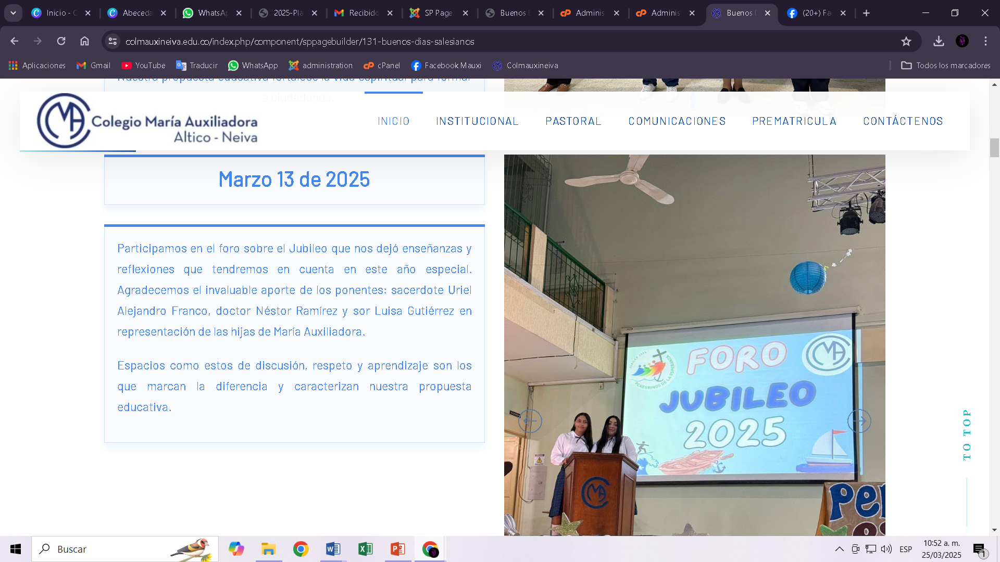 Inicio - C
Abeceda
WhatsAp
2025-Pla
Recibido
SP Page
Buenos D
Adminis
Adminis
Buenos D
(20+) Fa
colmauxineiva.edu.co/index.php/component/sppagebuilder/131-buenos-dias-salesianos
Aplicaciones
Gmail
YouTube
Traducir
WhatsApp
administration
cPanel
Facebook Mauxi
Colmauxineiva
Todos los marcadores
Nuestra propuesta educativa fortalece la vida espiritual para formar
s ciudadanos.
Colegio María Auxiliadora
Altico - Neiva
INICIO
INSTITUCIONAL
PASTORAL
COMUNICACIONES
PREMATRICULA
CONTÁCTENOS
Marzo 13 de 2025
Participamos en el foro sobre el Jubileo que nos dejó enseñanzas y
reflexiones que tendremos en cuenta en este año especial.
Agradecemos el invaluable aporte de los ponentes: sacerdote Uriel
Alejandro Franco, doctor Néstor Ramírez y sor Luisa Gutiérrez en
representación de las hijas de María Auxiliadora.
Espacios como estos de discusión, respeto y aprendizaje son los
que marcan la diferencia y caracterizan nuestra propuesta
educativa.
JUBILEO 2025
PEREGRINOS DE LA ESPERANZA
FORO
JUBILEO
2025
Pe
TO TOP
Buscar
ESP
10:52 a. m.
25/03/2025
1